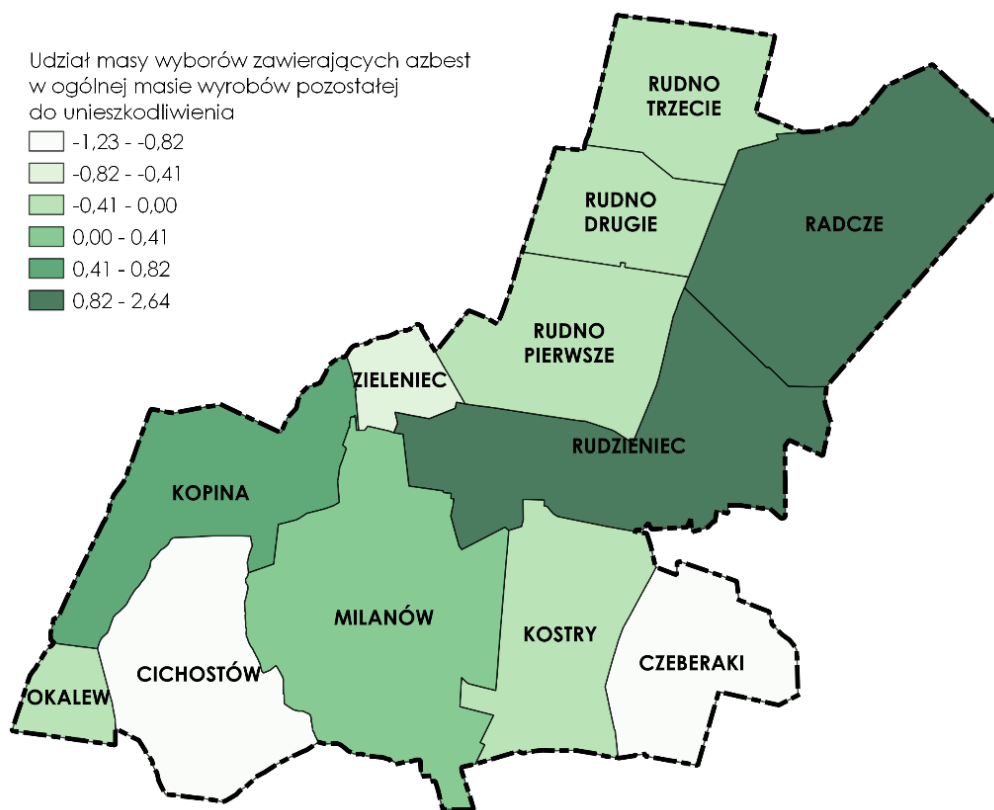 Udział masy wyborów zawierających azbest
w ogólnej masie wyrobów pozostałej
do unieszkodliwienia
-1,23 - -0,82
-0,82 - -0,41
-0,41 - 0,00
0,00 - 0,41
0,41 - 0,82
0,82 - 2,64
RUDNO
TRZECIE
RUDNO
DRUGIE
RADCZE
RUDNO
PIERWSZE
ZIELENIEC
RUDZIENIEC
KOPINA
MILANÓW
KOSTRY
CZEBERAKI
CICHOSTÓW
OKALEW